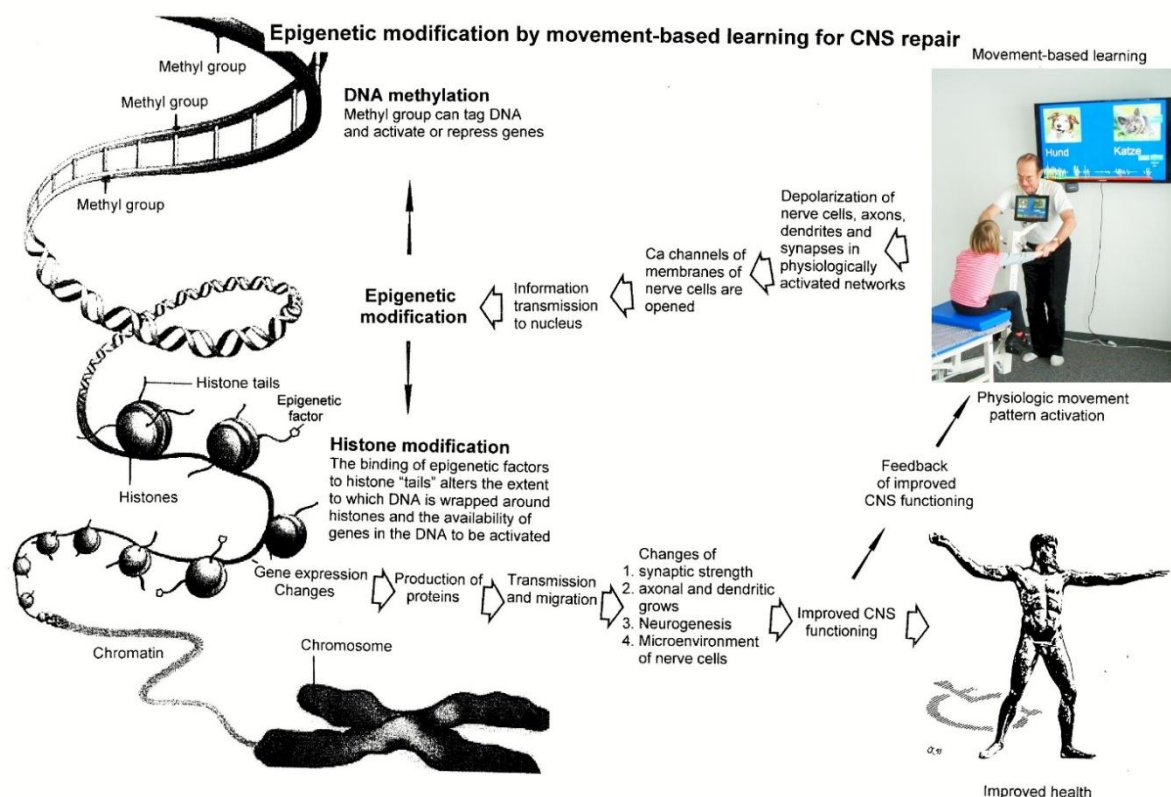 Epigenetic modification by movement-based learning for CNS repair
Movement-based learning
Methyl group
Methyl group
Methyl group
DNA methylation
Methyl group can tag DNA
and activate or repress genes
Hund
Katze
Depolarization of
nerve cells, axons,
dendrites and
synapses in
physiologically
activated networks
Ca channels of
membranes of
nerve cells are
opened
Information
transmission
to nucleus
Epigenetic
modification
Physiologic movement
pattern activation
Histone tails
Epigenetic
factor
Histones
Histone modification
The binding of epigenetic factors
to histone "tails" alters the extent
to which DNA is wrapped around
histones and the availability of
genes in the DNA to be activated
Feedback
of improved
CNS functioning
Gene expression
Changes
Production of
proteins
Transmission
and migration
Changes of
1. synaptic strength
2. axonal and dendritic
grows
3. Neurogenesis
4. Microenvironment
of nerve cells
Improved CNS
functioning
Chromatin
Chromosome
Improved health